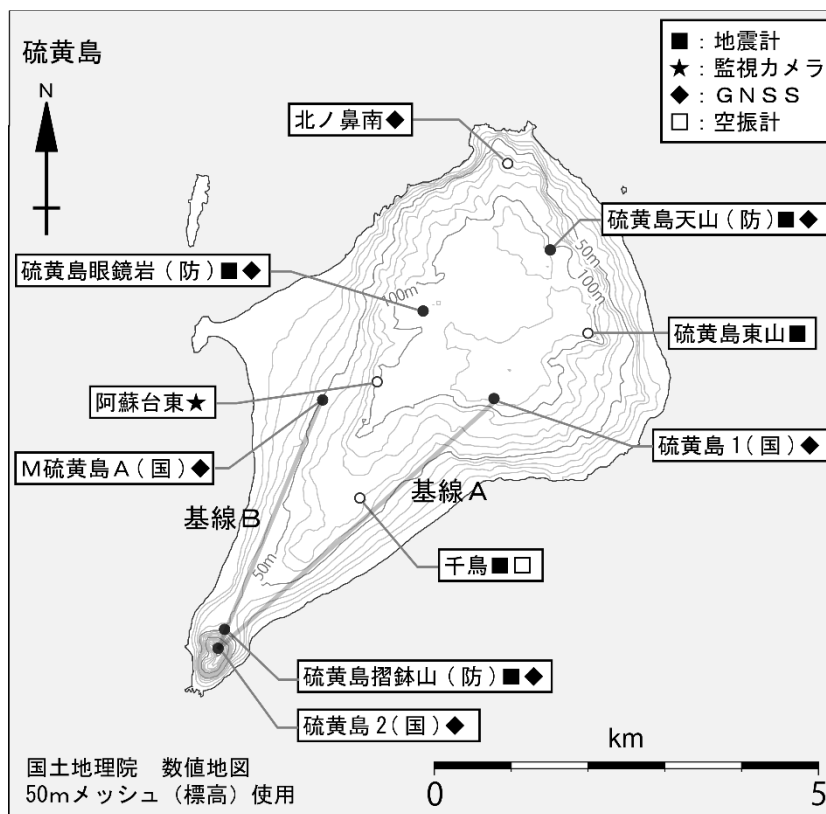 硫黄島
N
■：地震計
★：監視カメラ
◆：ＧＮＳＳ
□：空振計
北ノ鼻南◆
硫黄島天山(防)■◆
50m
硫黄島眼鏡岩(防)■◆
100m
100m
硫黄島東山■
阿蘇台東★
硫黄島1(国)◆
M硫黄島A(国)◆
基線A
基線B
千鳥■□
50m
硫黄島摺鉢山(防)■◆
硫黄島2(国)◆
km
国土地理院　数値地図
50mメッシュ（標高）使用
0
5